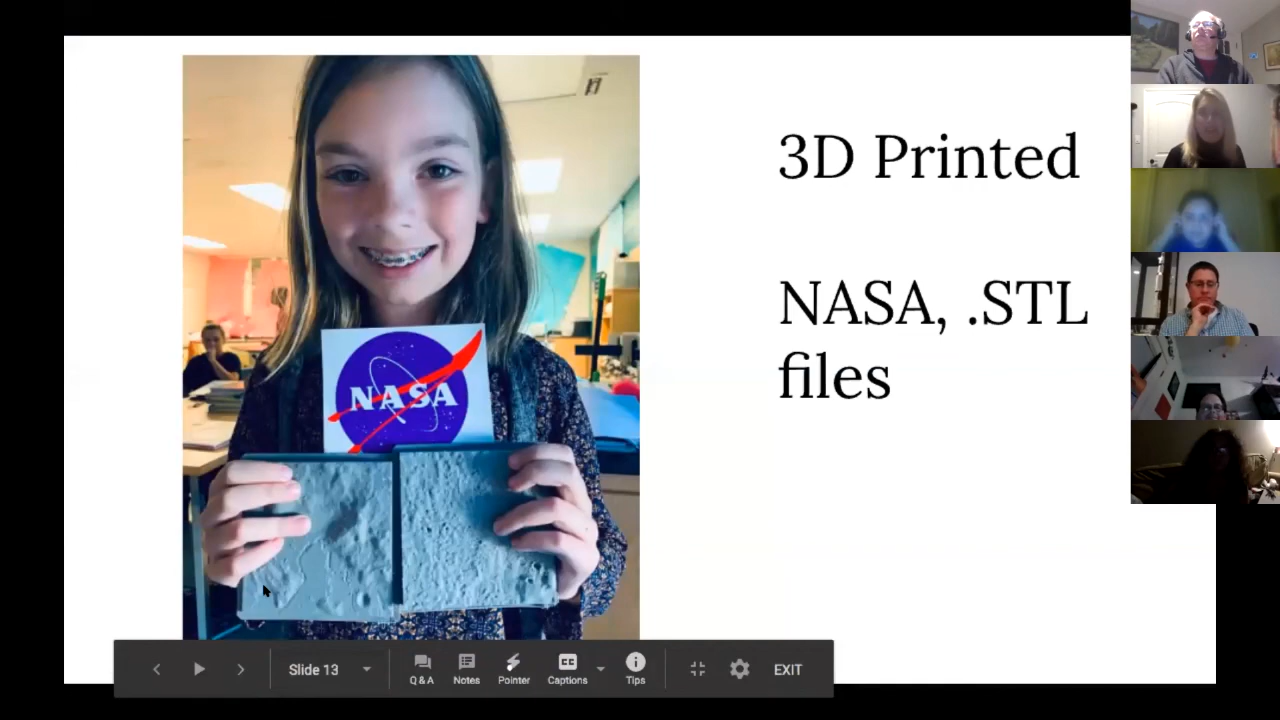 3D Printed
NASA, .STL
files
NASA
Slide 13
Q & A
Notes
Pointer
Captions
Tips
EXIT